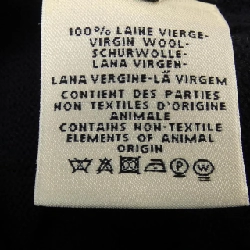 100% LAINE VIERGE-
VIRGIN WOOL-
SCHURWOLLE-
LANA VIRGEN-
LANA VERGINE-LÃ VIRGEM
CONTIENT DES PARTIES
NON TEXTILES D'ORIGINE
ANIMALE
CONTAINS NON-TEXTILE
ELEMENTS OF ANIMAL
ORIGIN
P W